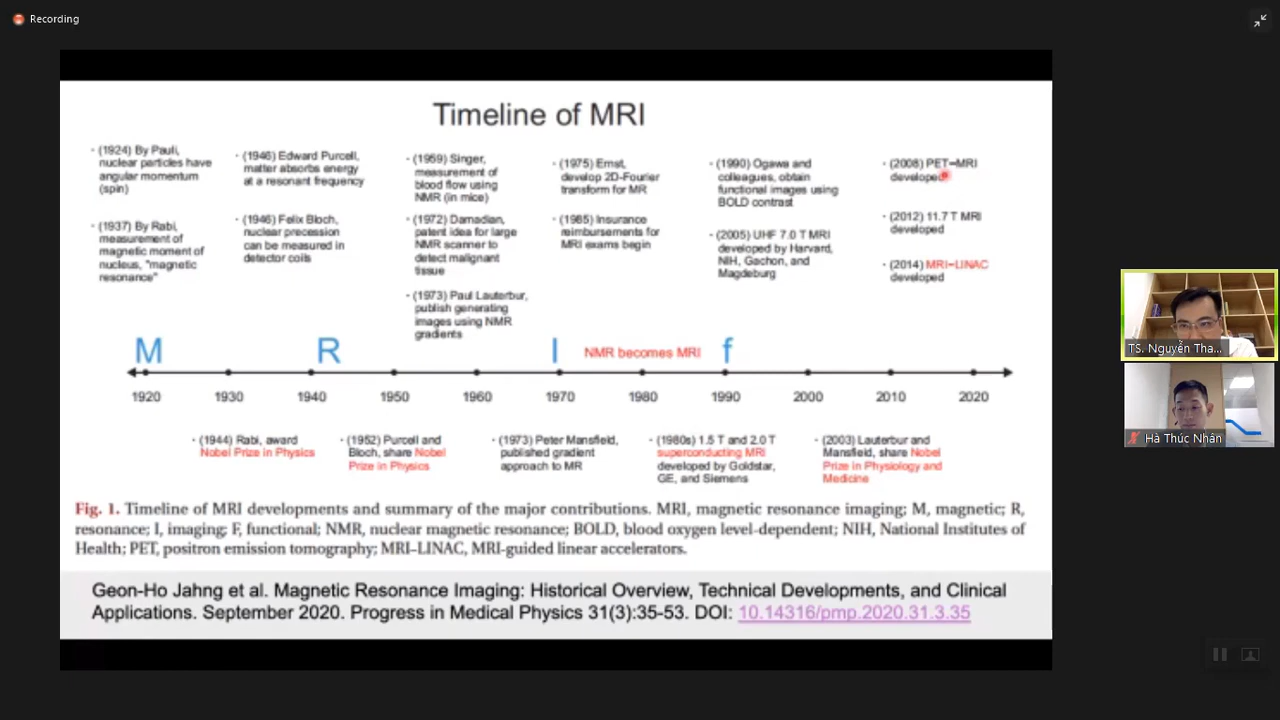 Recording
Timeline of MRI
· (1924) By Pauli,
nuclear particles have
angular momentum
(spin)
· (1937) By Rabi,
measurement of
magnetic moment of
nucleus, "magnetic
resonance"
· (1946) Edward Purcell,
matter absorbs energy
at a resonant frequency
· (1946) Felix Bloch,
nuclear precession
can be measured in
detector coils
· (1959) Singer,
measurement of
blood flow using
NMR (in mice)
· (1972) Damadian,
patent idea for large
NMR scanner to
detect malignant
tissue
· (1973) Paul Lauterbur,
publish generating
images using NMR
gradients
· (1975) Ernst,
develop 2D-Fourier
transform for MR
· (1985) Insurance
reimbursements for
MRI exams begin
· (1990) Ogawa and
colleagues, obtain
functional images using
BOLD contrast
· (2005) UHF 7.0 T MRI
developed by Harvard,
NIH, Gachon, and
Magdeburg
· (2008) PET-MRI
developed
· (2012) 11.7 T MRI
developed
· (2014) MRI-LINAC
developed
M R I NMR becomes MRI f
1920 1930 1940 1950 1960 1970 1980 1990 2000 2010 2020
· (1944) Rabi, award
Nobel Prize in Physics
· (1952) Purcell and
Bloch, share Nobel
Prize in Physics
· (1973) Peter Mansfield,
published gradient
approach to MR
· (1980s) 1.5 T and 2.0 T
superconducting MRI
developed by Goldstar,
GE, and Siemens
· (2003) Lauterbur and
Mansfield, share Nobel
Prize in Physiology and
Medicine
Fig. 1. Timeline of MRI developments and summary of the major contributions. MRI, magnetic resonance imaging; M, magnetic; R,
resonance; I, imaging; F, functional; NMR, nuclear magnetic resonance; BOLD, blood oxygen level-dependent; NIH, National Institutes of
Health; PET, positron emission tomography; MRI-LINAC, MRI-guided linear accelerators.
Geon-Ho Jahng et al. Magnetic Resonance Imaging: Historical Overview, Technical Developments, and Clinical
Applications. September 2020. Progress in Medical Physics 31(3):35-53. DOI: 10.14316/pmp.2020.31.3.35
TS. Nguyễn Tha...
Hà Thúc Nhân